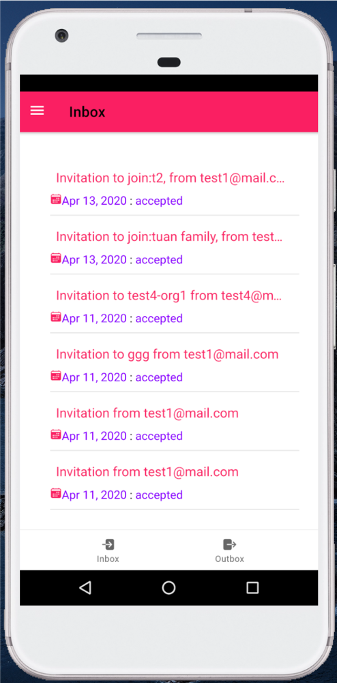 Inbox
Invitation to join:t2, from test1@mail.c...
Apr 13, 2020 : accepted
Invitation to join:tuan family, from test...
Apr 13, 2020 : accepted
Invitation to test4-org1 from test4@m...
Apr 11, 2020 : accepted
Invitation to ggg from test1@mail.com
Apr 11, 2020 : accepted
Invitation from test1@mail.com
Apr 11, 2020 : accepted
Invitation from test1@mail.com
Apr 11, 2020 : accepted
Inbox Outbox